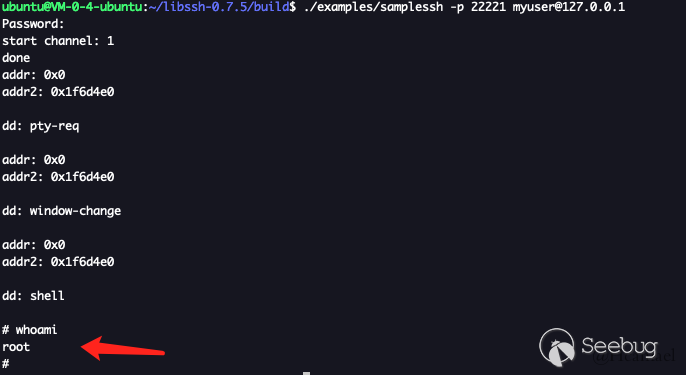 ubuntu@VM-0-4-ubuntu:~/libssh-0.7.5/build$ ./examples/samplessh -p 22221 myuser@127.0.0.1
Password:
start channel: 1
done
addr: 0x0
addr2: 0x1f6d4e0
dd: pty-req
addr: 0x0
addr2: 0x1f6d4e0
dd: window-change
addr: 0x0
addr2: 0x1f6d4e0
dd: shell
# whoami
root
#
Seebug